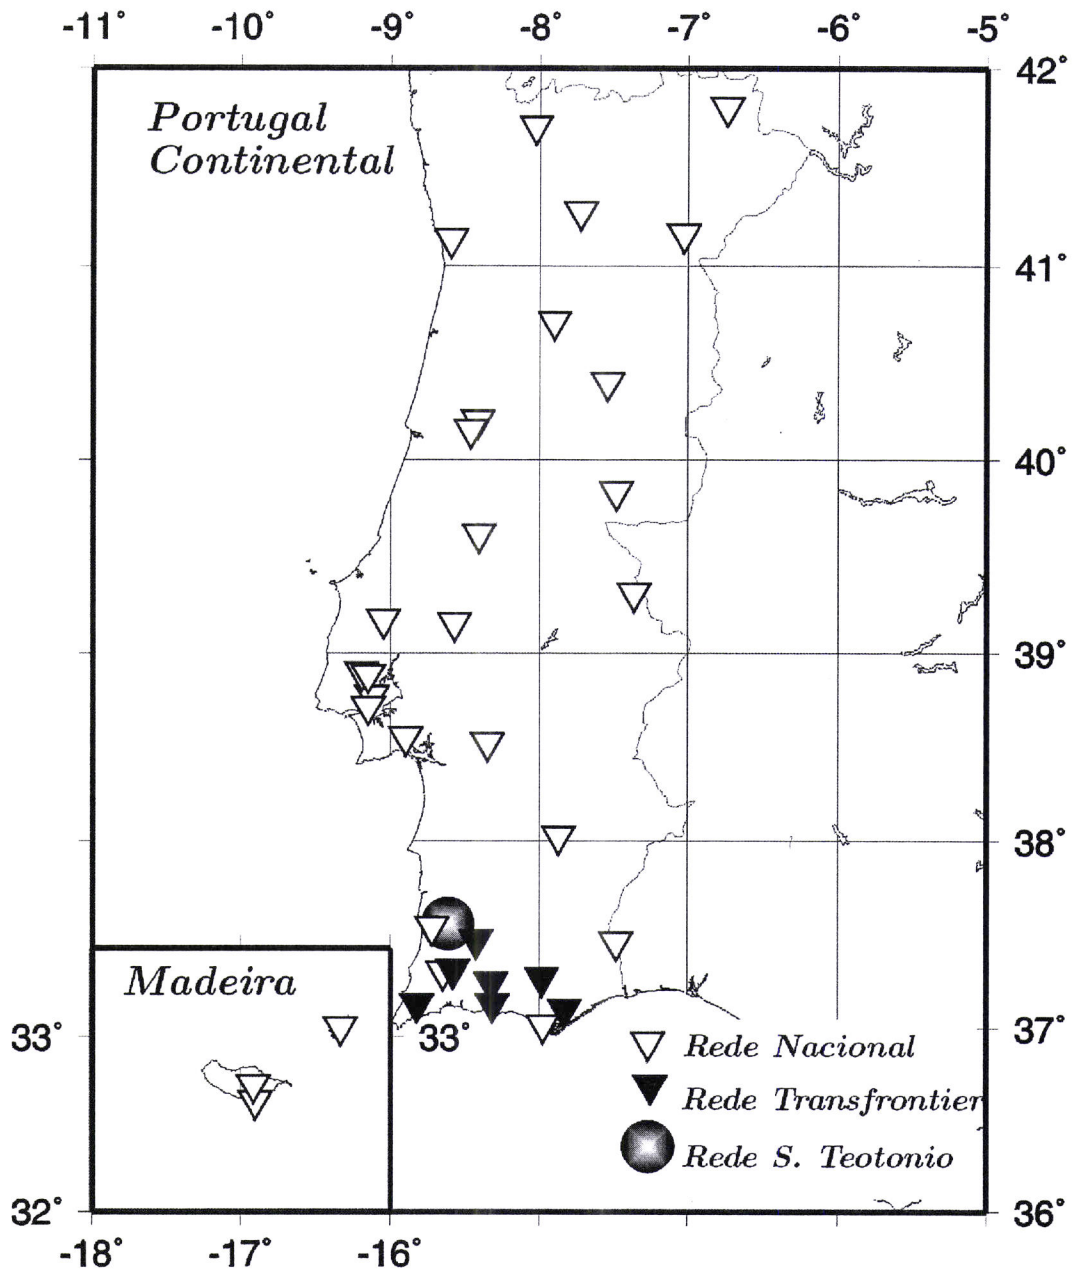 -11° -10° -9° -8° -7° -6° -5°
42°
Portugal
Continental
41°
40°
39°
38°
Madeira
33° 33° 37°
Rede Nacional
Rede Transfrontier
Rede S. Teotonio
32° 36°
-18° -17° -16°